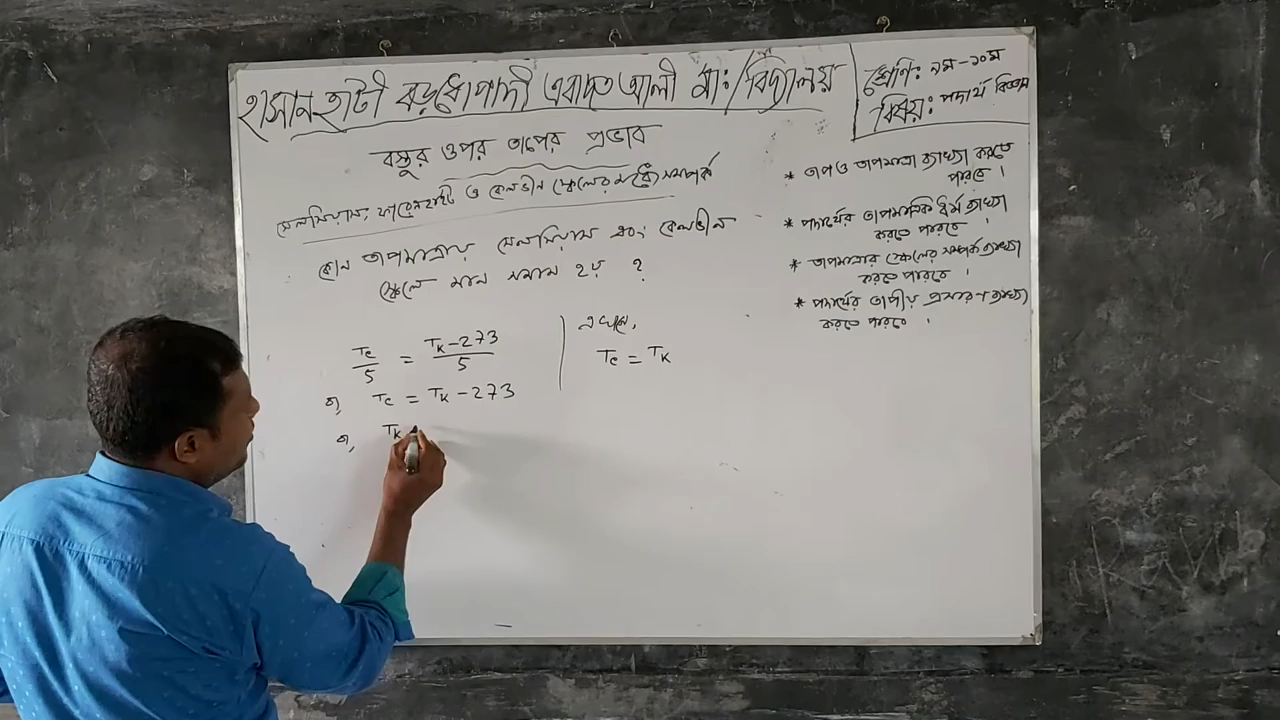 হাসান হাটী বড়ধোপাদী এবাদত আলী মাঃ/বিদ্যালয়
শ্রেণি: ৯ম-১০ম
বিষয়: পদার্থ বিজ্ঞান
বস্তুর ওপর তাপের প্রভাব
সেলসিয়াস, ফারেনহাইট ও কেলভীন স্কেলের মধ্যে সম্পর্ক
কোন তাপমাত্রায় সেলসিয়াস এবং কেলভীন
স্কেলে মান সমান হয় ?
Tc/5 = TK-273/5
বা, Tc = TK - 273
বা, TK
এখানে,
Tc = TK
* তাপ ও তাপমাত্রা ব্যাখ্যা করতে
পারবে ।
* পদার্থের তাপমাত্রিক ধর্ম ব্যাখ্যা
করতে পারবে ।
* তাপমাত্রার স্কেলের সম্পর্ক ব্যাখ্যা
করতে পারবে ।
* পদার্থের তাপীয় প্রসারণ ব্যাখ্যা
করতে পারবে ।